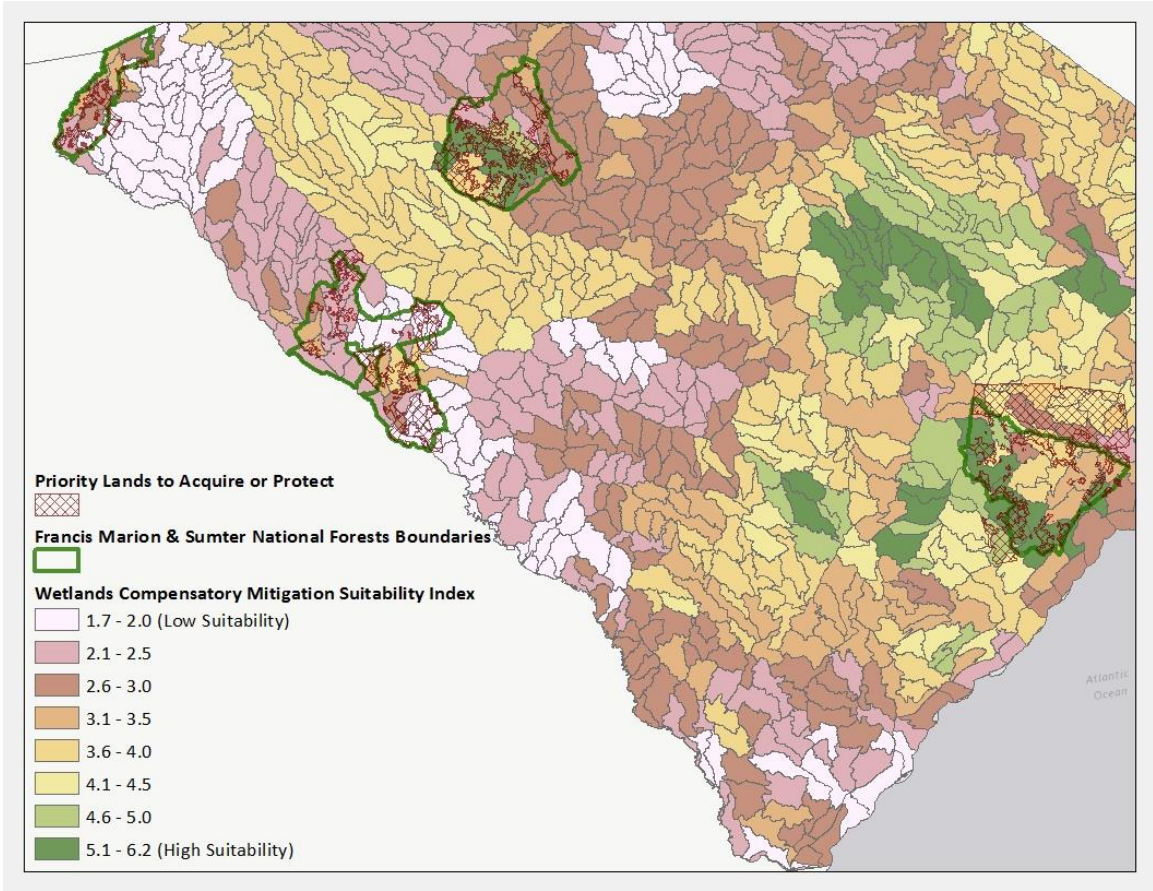 Priority Lands to Acquire or Protect
Francis Marion & Sumter National Forests Boundaries
Wetlands Compensatory Mitigation Suitability Index
1.7 - 2.0 (Low Suitability)
2.1 - 2.5
2.6 - 3.0
3.1 - 3.5
3.6 - 4.0
4.1 - 4.5
4.6 - 5.0
5.1 - 6.2 (High Suitability)
Atlantic
Ocean